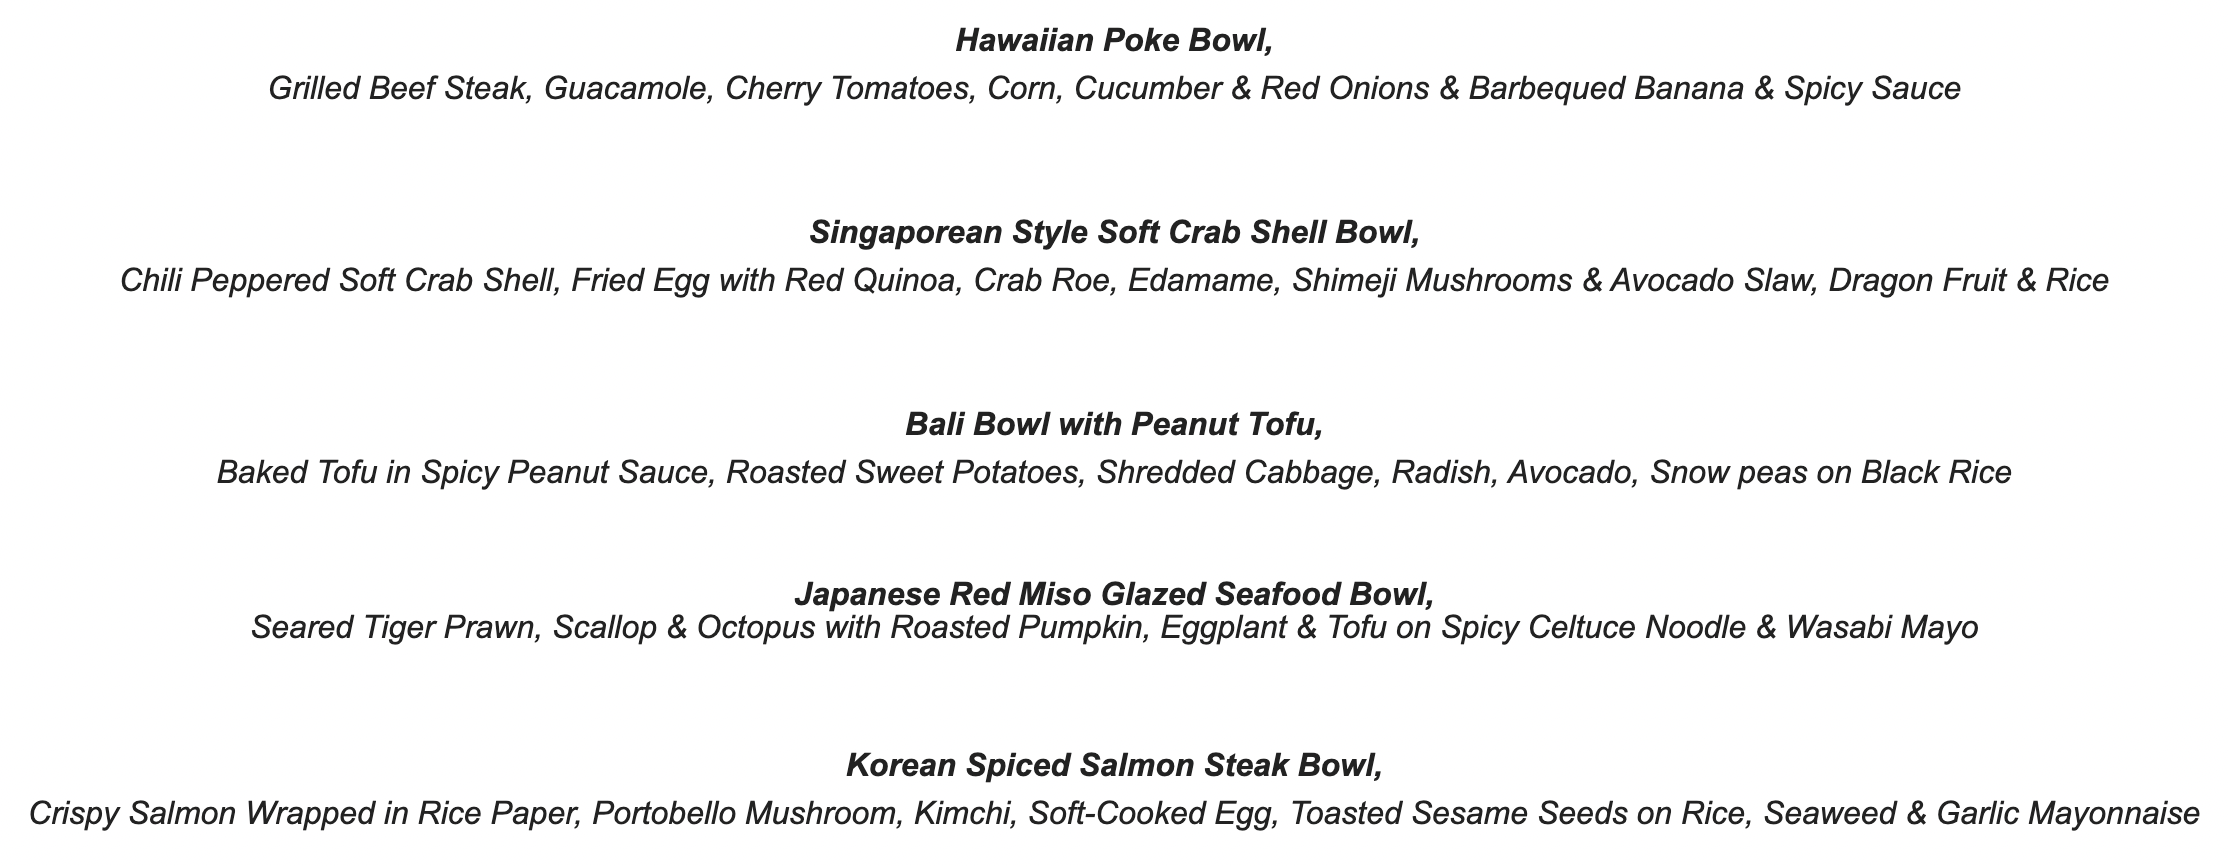 Hawaiian Poke Bowl,
Grilled Beef Steak, Guacamole, Cherry Tomatoes, Corn, Cucumber & Red Onions & Barbequed Banana & Spicy Sauce
Singaporean Style Soft Crab Shell Bowl,
Chili Peppered Soft Crab Shell, Fried Egg with Red Quinoa, Crab Roe, Edamame, Shimeji Mushrooms & Avocado Slaw, Dragon Fruit & Rice
Bali Bowl with Peanut Tofu,
Baked Tofu in Spicy Peanut Sauce, Roasted Sweet Potatoes, Shredded Cabbage, Radish, Avocado, Snow peas on Black Rice
Japanese Red Miso Glazed Seafood Bowl,
Seared Tiger Prawn, Scallop & Octopus with Roasted Pumpkin, Eggplant & Tofu on Spicy Celtuce Noodle & Wasabi Mayo
Korean Spiced Salmon Steak Bowl,
Crispy Salmon Wrapped in Rice Paper, Portobello Mushroom, Kimchi, Soft-Cooked Egg, Toasted Sesame Seeds on Rice, Seaweed & Garlic Mayonnaise